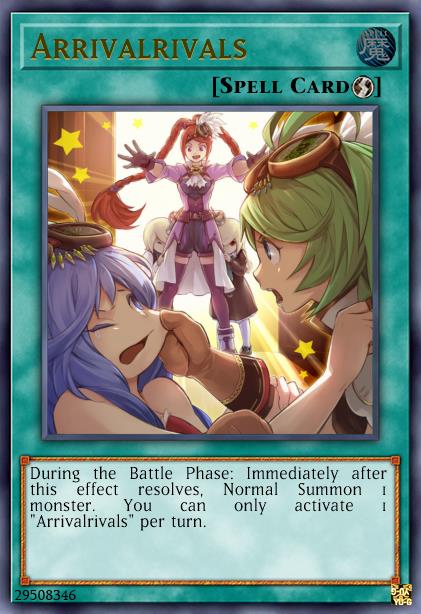 Arrivalrivals
魔
[Spell Card]
During the Battle Phase: Immediately after
this effect resolves, Normal Summon 1
monster. You can only activate 1
"Arrivalrivals" per turn.
29508346